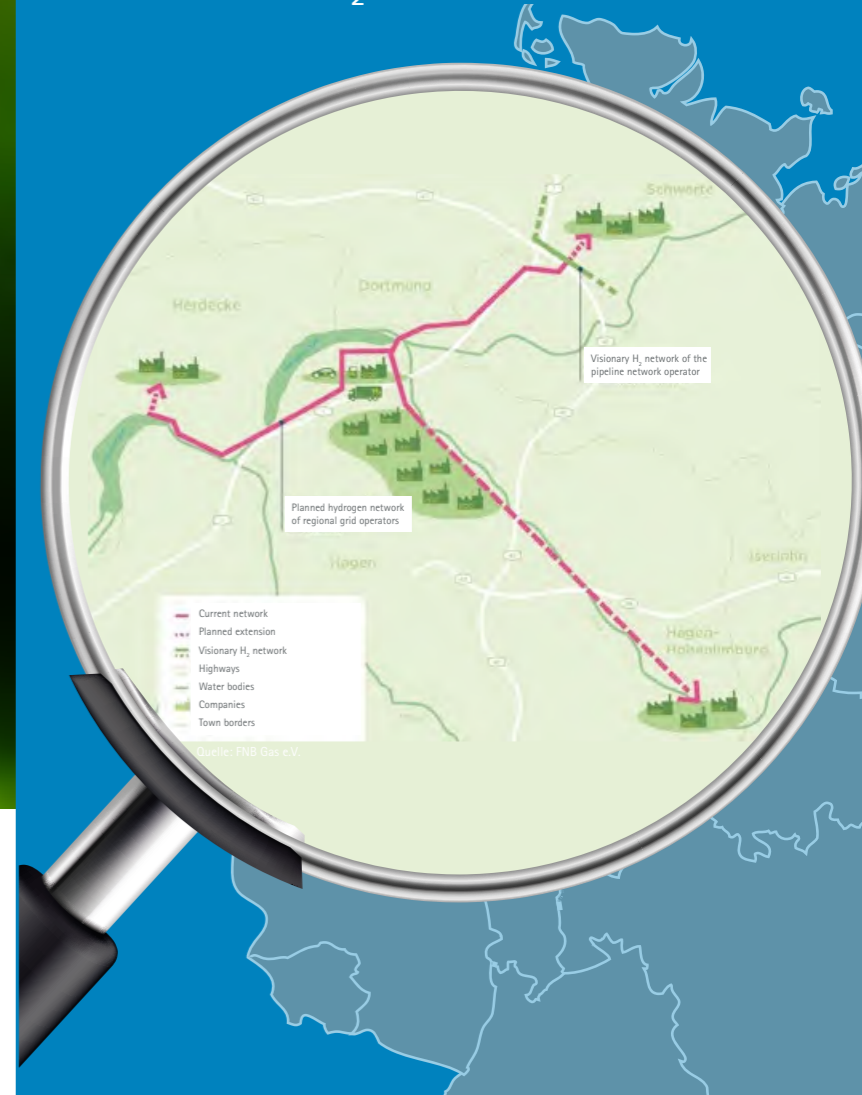 2
Schwerte
Dortmund
Herdecke
Visionary H₂ network of the
pipeline network operator
Planned hydrogen network
of regional grid operators
Hagen
Iserlohn
Hagen-
Hohenlimburg
Current network
Planned extension
Visionary H₂ network
Highways
Water bodies
Companies
Town borders
Quelle: FNB Gas e.V.